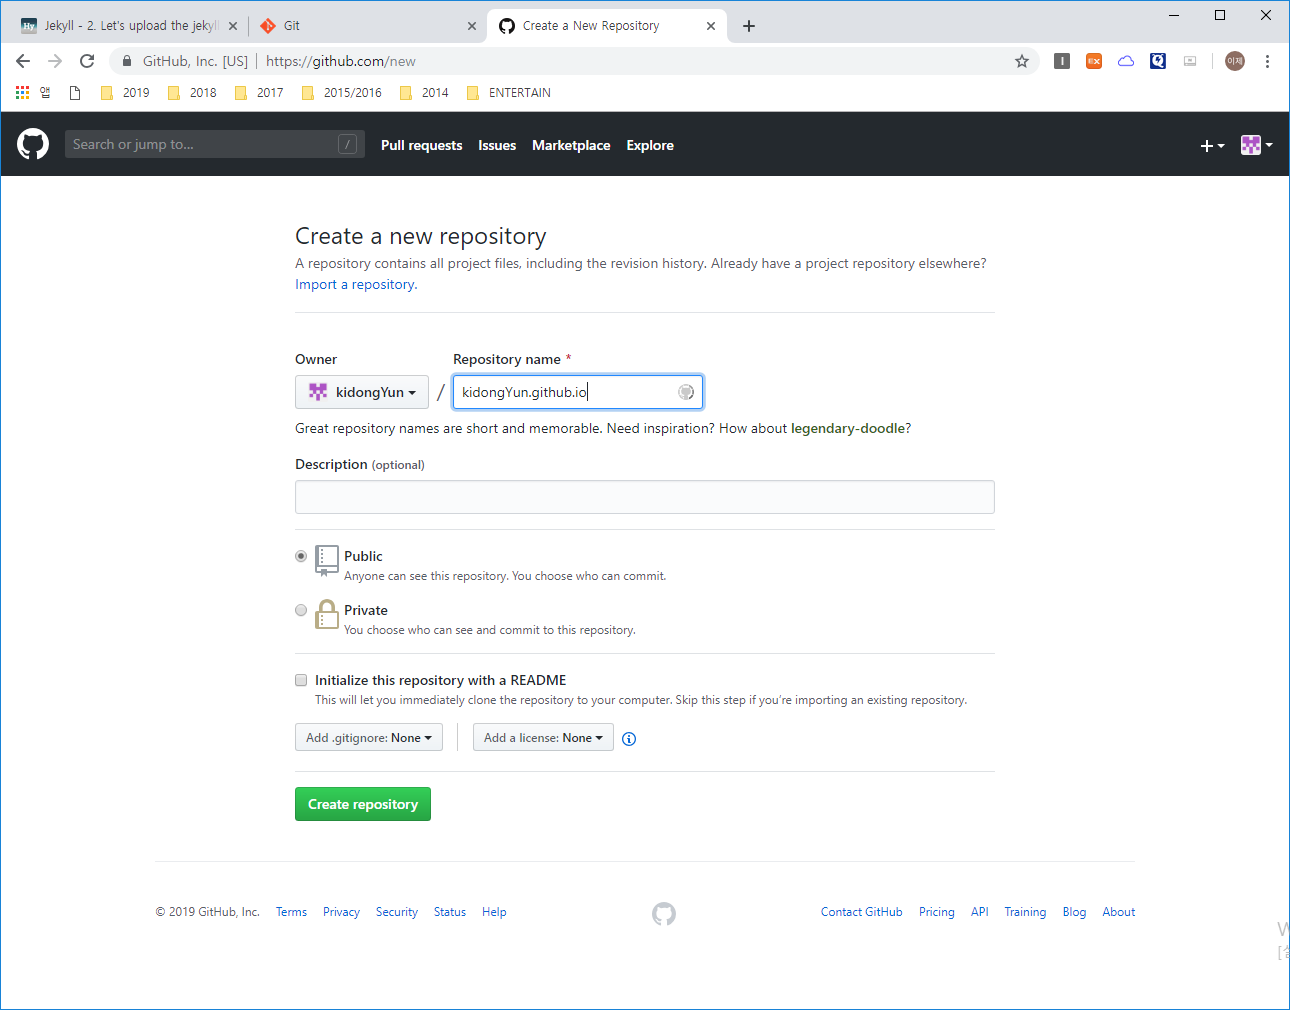 Jekyll - 2. Let's upload the jekyll
Git
Create a New Repository
GitHub, Inc. [US] | https://github.com/new
EX
이제
앱
2019
2018
2017
2015/2016
2014
ENTERTAIN
Search or jump to... /
Pull requests Issues Marketplace Explore
Create a new repository
A repository contains all project files, including the revision history. Already have a project repository elsewhere?
Import a repository.
Owner
Repository name *
kidongYun / kidongYun.github.io
Great repository names are short and memorable. Need inspiration? How about legendary-doodle?
Description (optional)
Public
Anyone can see this repository. You choose who can commit.
Private
You choose who can see and commit to this repository.
Initialize this repository with a README
This will let you immediately clone the repository to your computer. Skip this step if you're importing an existing repository.
Add .gitignore: None
Add a license: None
Create repository
© 2019 GitHub, Inc. Terms Privacy Security Status Help
Contact GitHub Pricing API Training Blog About